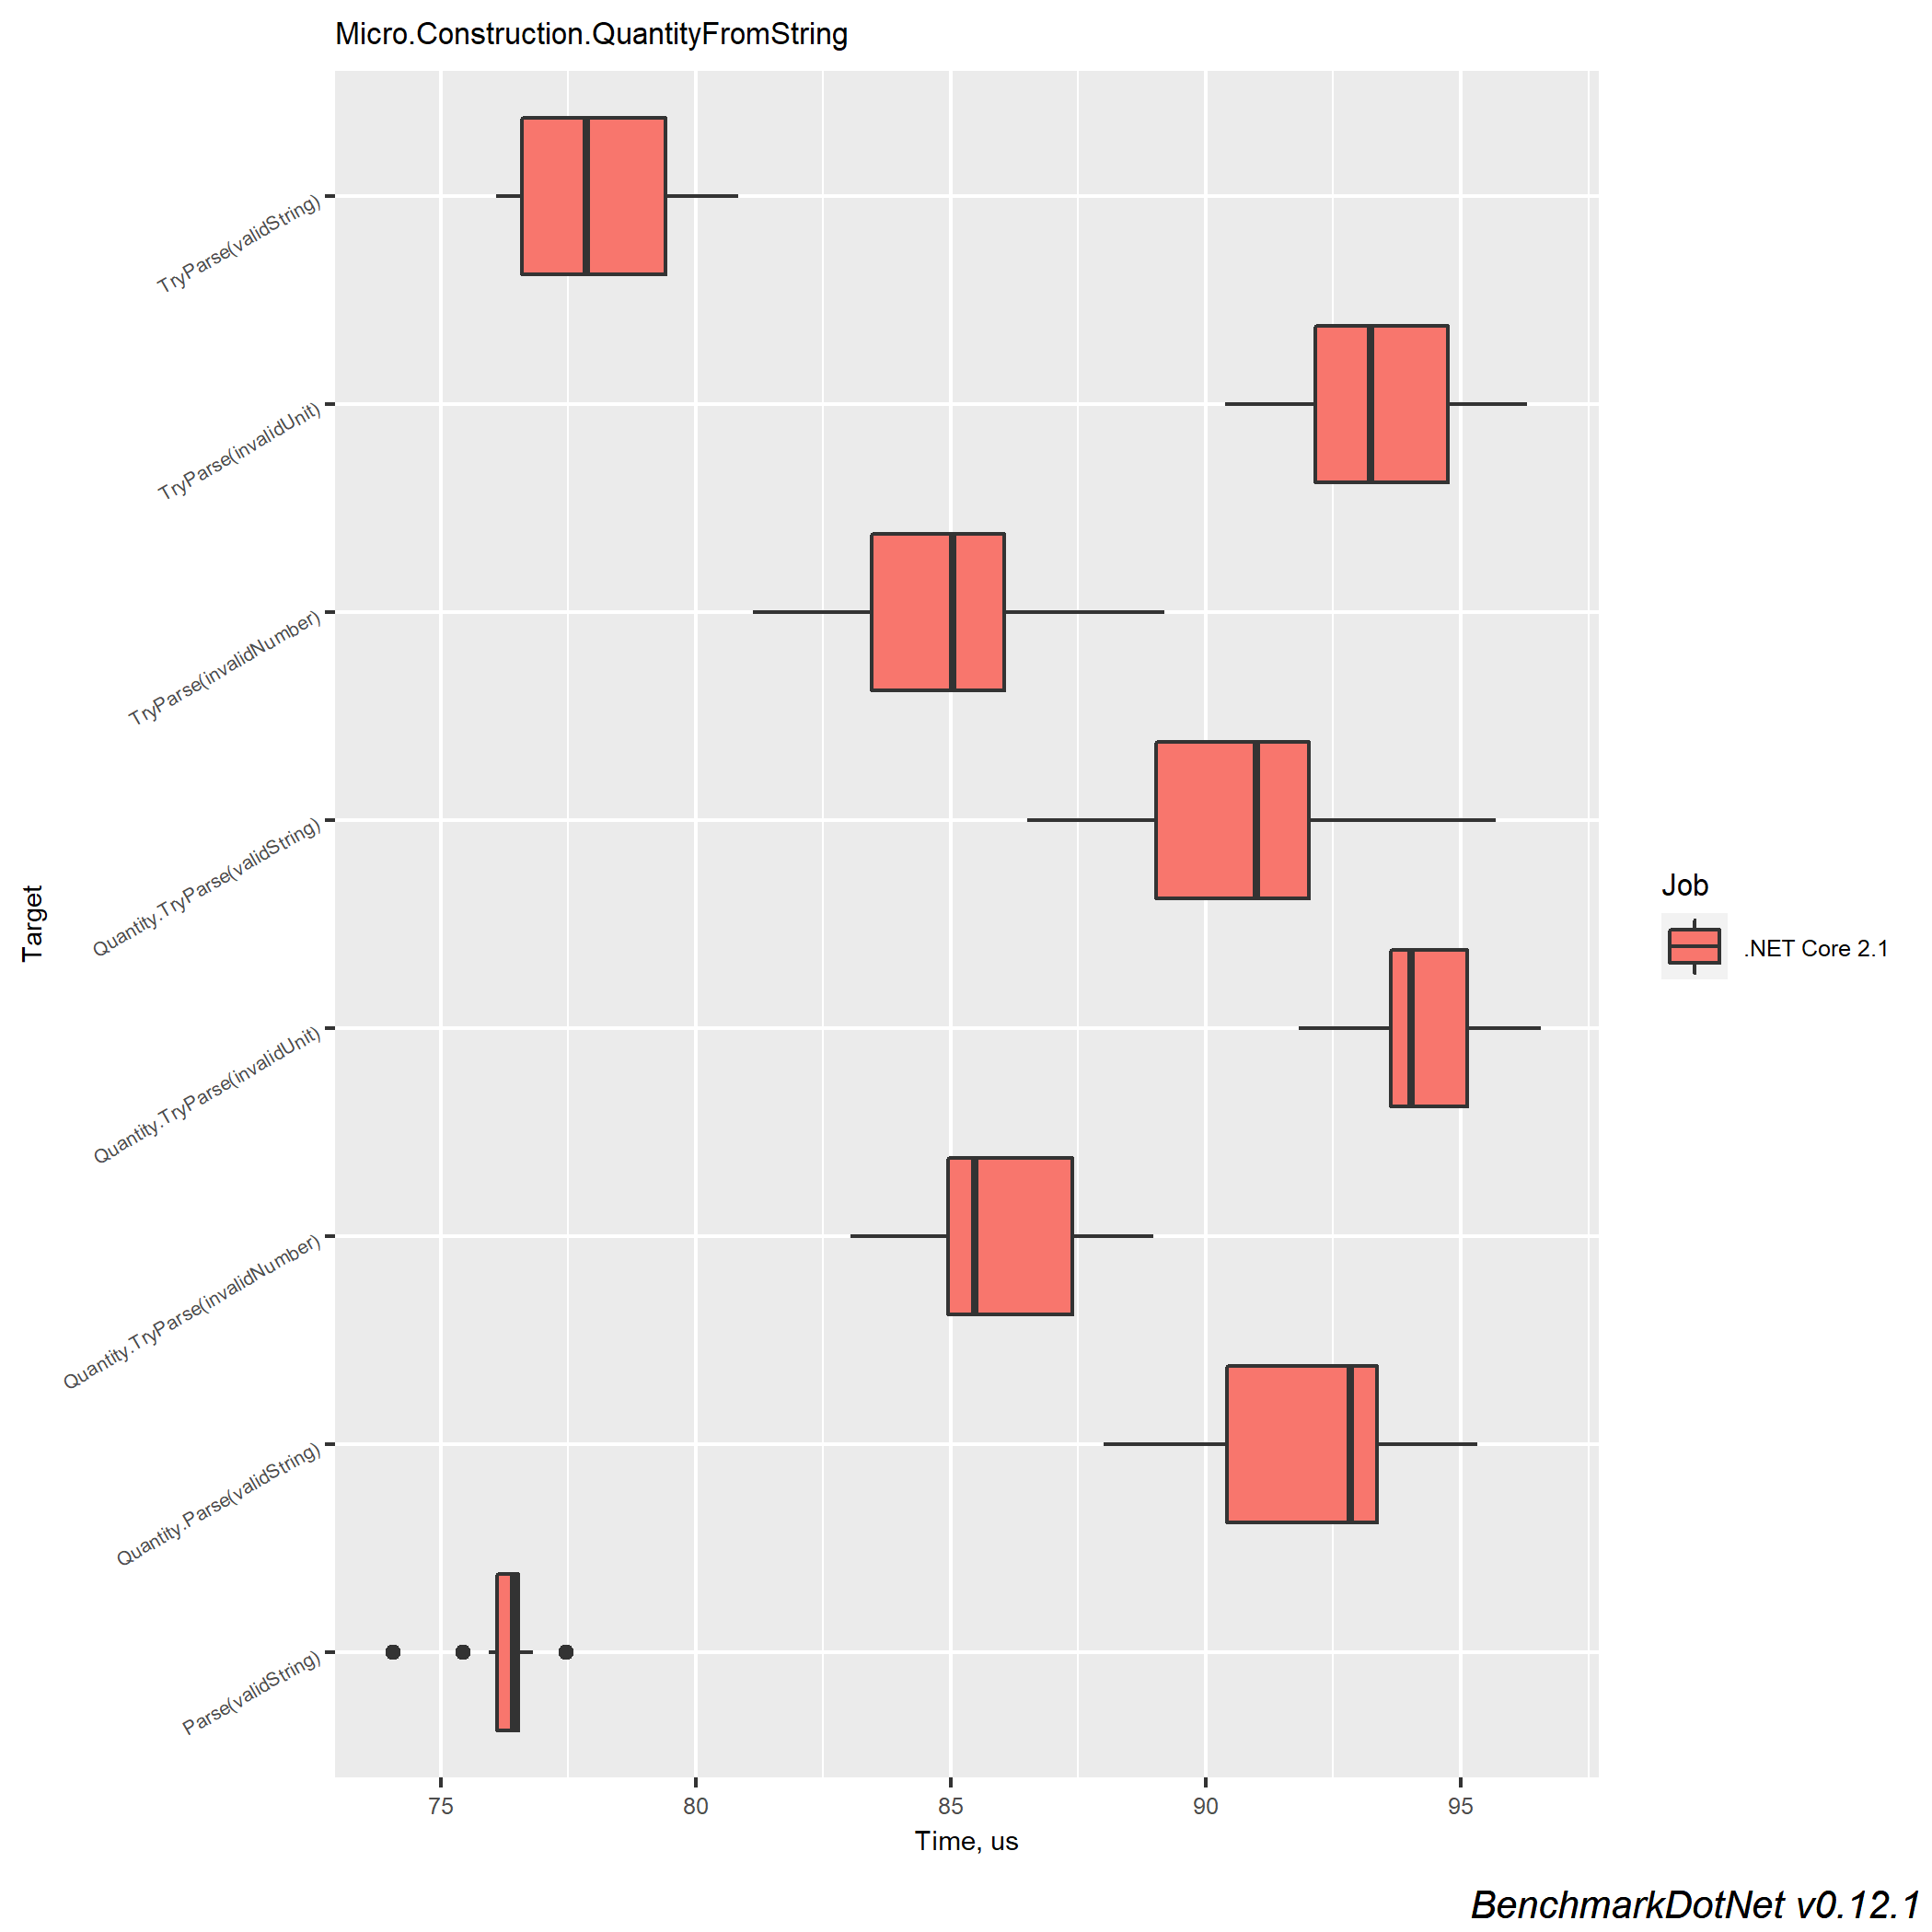 Micro.Construction.QuantityFromString
TryParse(validString)
TryParse(invalidUnit)
TryParse(invalidNumber)
Quantity.TryParse(validString)
Quantity.TryParse(invalidUnit)
Quantity.TryParse(invalidNumber)
Quantity.Parse(validString)
Parse(validString)
Target
75 80 85 90 95
Time, us
Job
.NET Core 2.1
BenchmarkDotNet v0.12.1